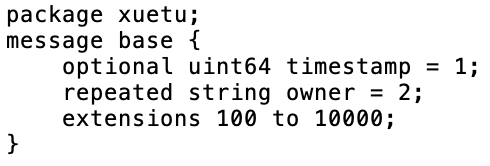 package xuetu;
message base {
    optional uint64 timestamp = 1;
    repeated string owner = 2;
    extensions 100 to 10000;
}